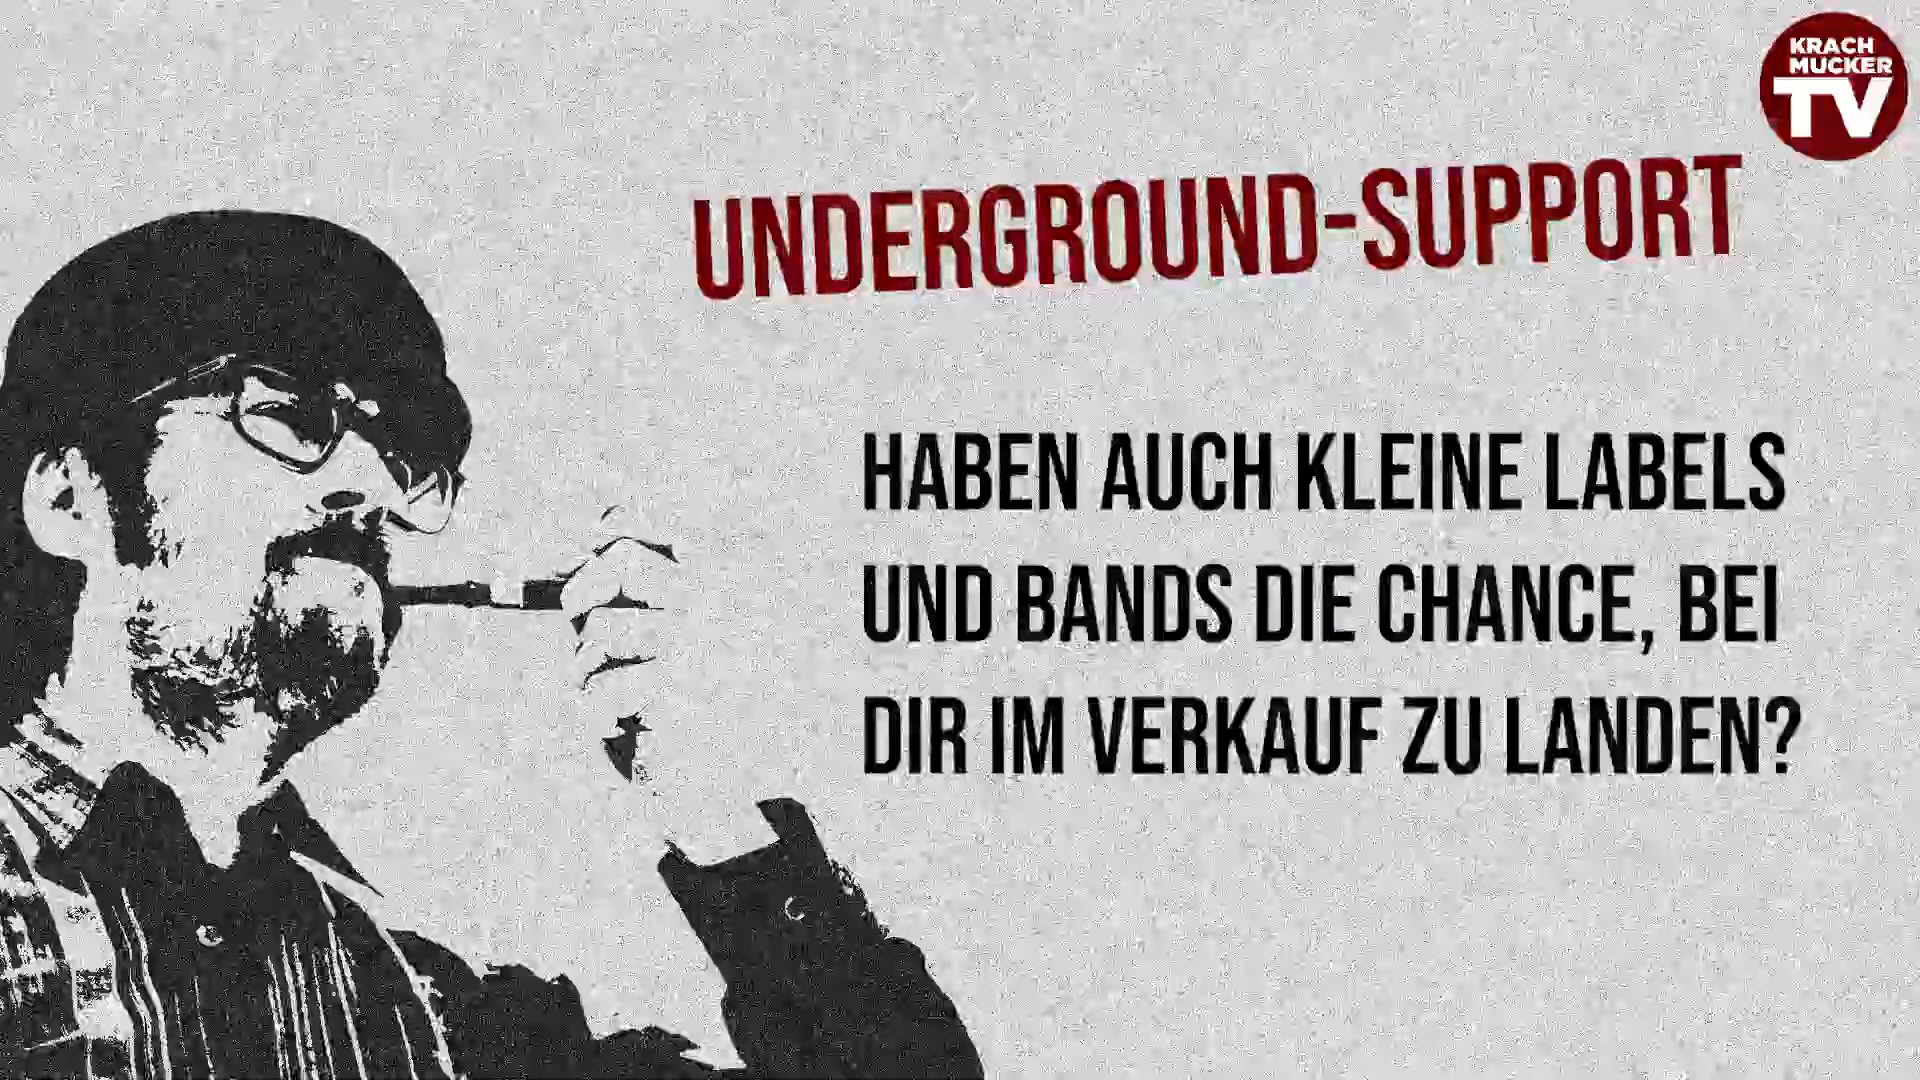 KRACH
MUCKER
TV
UNDERGROUND-SUPPORT
HABEN AUCH KLEINE LABELS
UND BANDS DIE CHANCE, BEI
DIR IM VERKAUF ZU LANDEN?